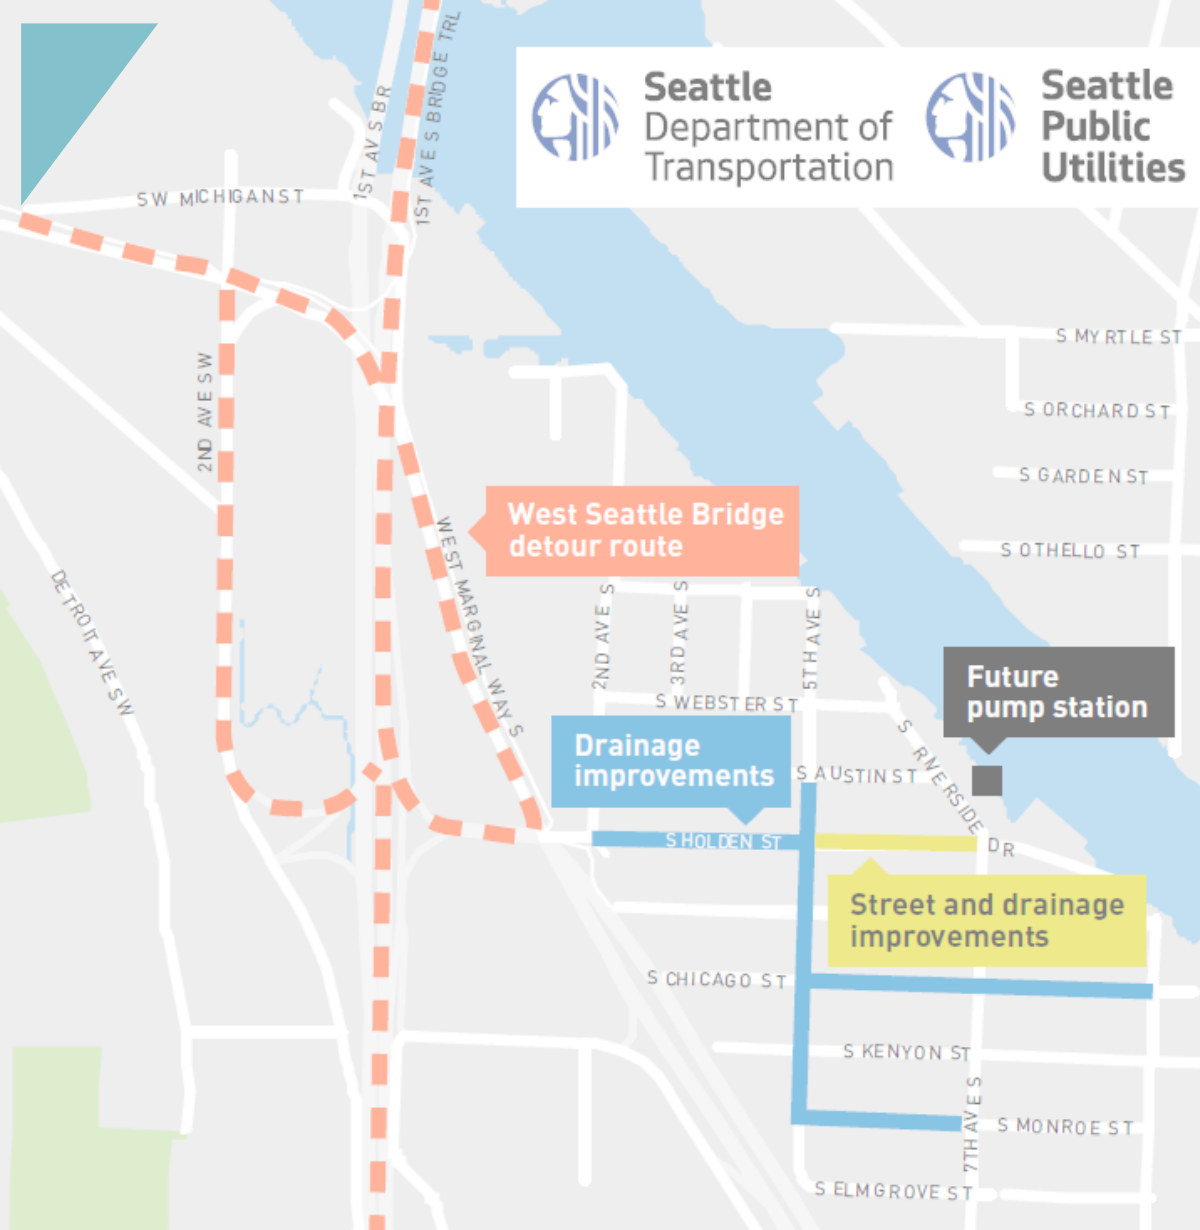 1ST AV S BR
1ST AVE S BRIDGE TRL
Seattle
Department of
Transportation
Seattle
Public
Utilities
SW MICHIGAN ST
S MYRTLE ST
2ND AVE SW
S ORCHARD ST
S GARDEN ST
West Seattle Bridge
detour route
WEST MARGINAL WAY S
S OTHELLO ST
DETROIT AVE SW
2ND AVE S
3RD AVE S
5TH AVE S
Future
pump station
S WEBSTER ST
Drainage
improvements
S AUSTIN ST
S RIVERSIDE DR
S HOLDEN ST
Street and drainage
improvements
S CHICAGO ST
S KENYON ST
7TH AVE S
S MONROE ST
S ELMGROVE ST